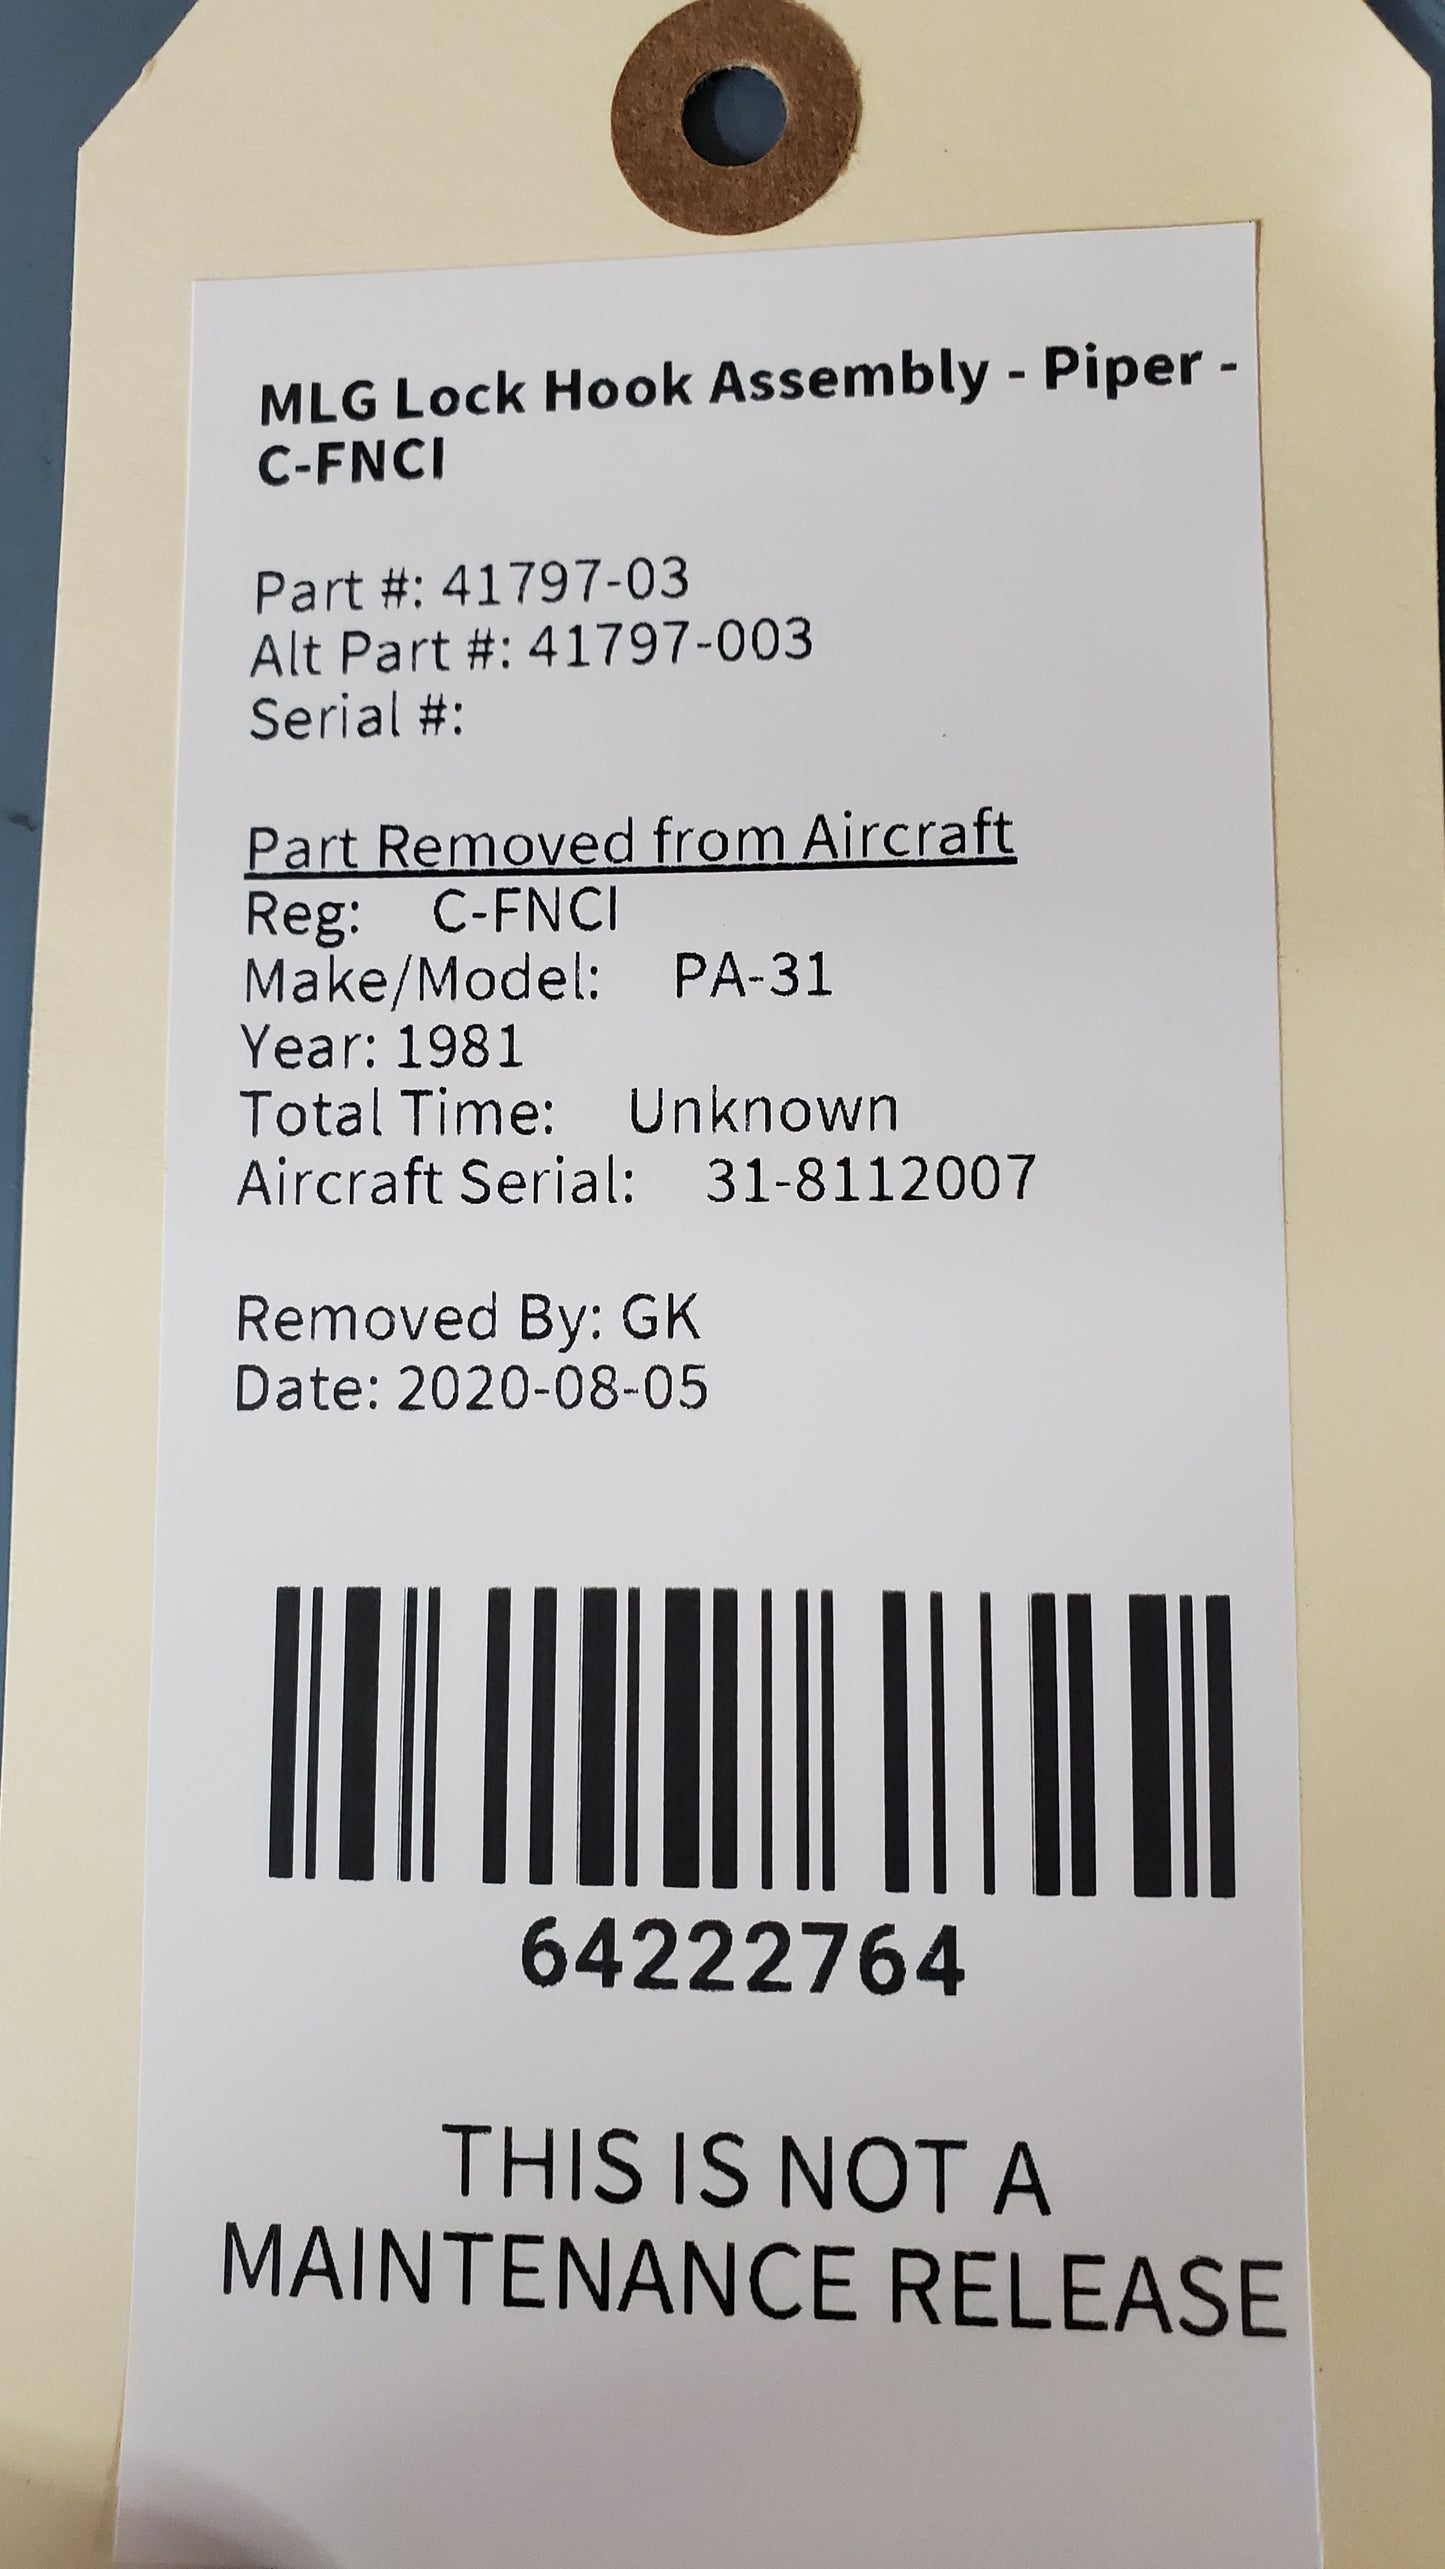 MLG Lock Hook Assembly - Piper -
C-FNCI
Part #: 41797-03
Alt Part #: 41797-003
Serial #:
Part Removed from Aircraft
Reg: C-FNCI
Make/Model: PA-31
Year: 1981
Total Time: Unknown
Aircraft Serial: 31-8112007
Removed By: GK
Date: 2020-08-05
64222764
THIS IS NOT A
MAINTENANCE RELEASE